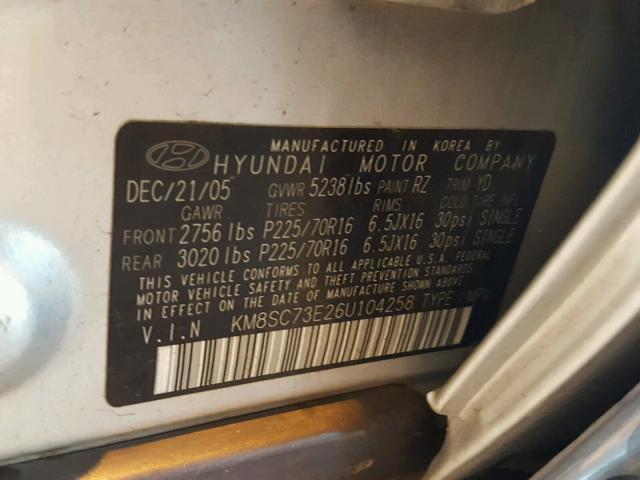 MANUFACTURED IN KOREA BY
HYUNDAI MOTOR COMPANY
DEC/21/05 GVWR 5238lbs PAINT RZ TRIM YD
GAWR TIRES RIMS COLD TIRE INFL
FRONT 2756 lbs P225/70R16 6.5JX16 30psi SINGLE
REAR 3020 lbs P225/70R16 6.5JX16 30psi SINGLE
THIS VEHICLE CONFORMS TO ALL APPLICABLE U.S.A. FEDERAL
MOTOR VEHICLE SAFETY, BUMPER, AND THEFT PREVENTION STANDARDS
IN EFFECT ON THE DATE OF MANUFACTURE SHOWN ABOVE.
V.I.N KM8SC73E26U104258 TYPE : MPV